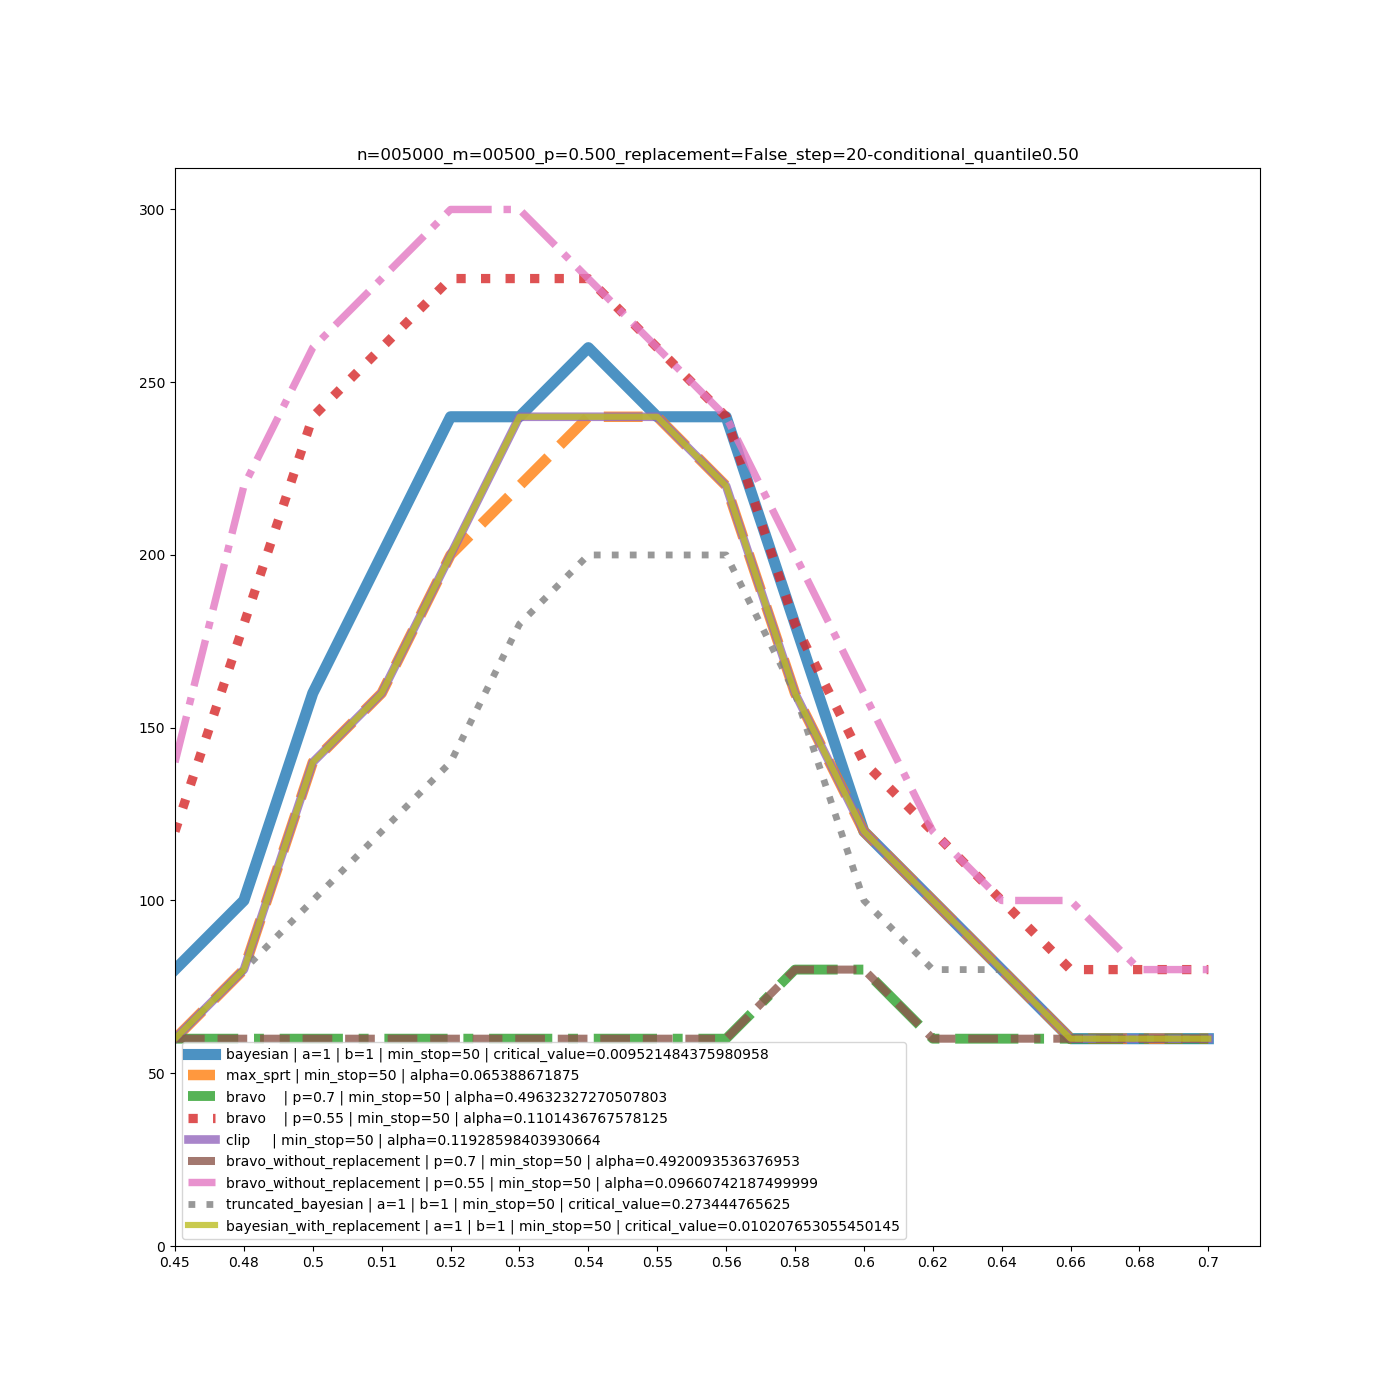 n=005000_m=00500_p=0.500_replacement=False_step=20-conditional_quantile0.50
300
250
200
150
100
50
0
bayesian | a=1 | b=1 | min_stop=50 | critical_value=0.009521484375980958
max_sprt | min_stop=50 | alpha=0.065388671875
bravo    | p=0.7 | min_stop=50 | alpha=0.49632327270507803
bravo    | p=0.55 | min_stop=50 | alpha=0.1101436767578125
clip     | min_stop=50 | alpha=0.11928598403930664
bravo_without_replacement | p=0.7 | min_stop=50 | alpha=0.4920093536376953
bravo_without_replacement | p=0.55 | min_stop=50 | alpha=0.09660742187499999
truncated_bayesian | a=1 | b=1 | min_stop=50 | critical_value=0.273444765625
bayesian_with_replacement | a=1 | b=1 | min_stop=50 | critical_value=0.010207653055450145
0.45 0.48 0.5 0.51 0.52 0.53 0.54 0.55 0.56 0.58 0.6 0.62 0.64 0.66 0.68 0.7